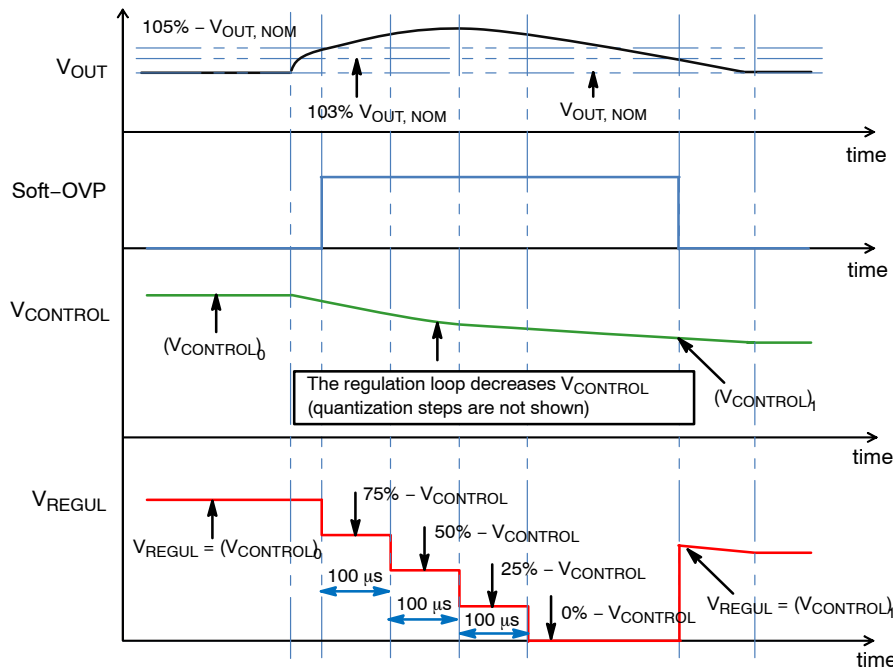 105% – VOUT, NOM
VOUT
103% VOUT, NOM
VOUT, NOM
time
Soft–OVP
time
VCONTROL
(VCONTROL)0
The regulation loop decreases VCONTROL
(quantization steps are not shown)
(VCONTROL)1
time
VREGUL
75% – VCONTROL
50% – VCONTROL
VREGUL = (VCONTROL)0
100 µs
25% – VCONTROL
100 µs
100 µs
0% – VCONTROL
VREGUL = (VCONTROL)1
time